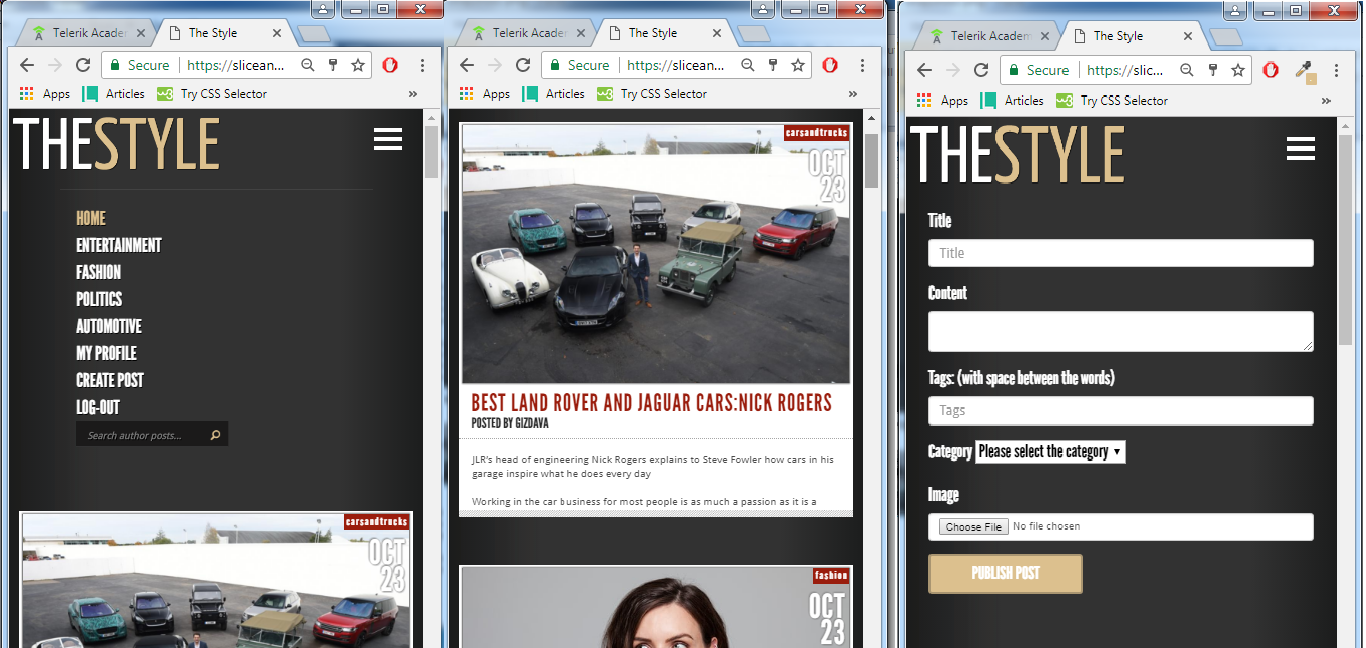 Telerik Acade
The Style
Secure
https://slicean...
Apps
Articles
Try CSS Selector
»
THESTYLE
HOME
ENTERTAINMENT
FASHION
POLITICS
AUTOMOTIVE
MY PROFILE
CREATE POST
LOG-OUT
Search author posts...
carsandtrucks
OCT
23
Telerik Acade
The Style
Secure
https://slicean...
Apps
Articles
Try CSS Selector
»
carsandtrucks
OCT
23
BEST LAND ROVER AND JAGUAR CARS:NICK ROGERS
POSTED BY GIZDAVA
JLR's head of engineering Nick Rogers explains to Steve Fowler how cars in his
garage inspire what he does every day
Working in the car business for most people is as much a passion as it is a
fashion
OCT
23
Telerik Academ
The Style
Secure
https://slic...
Apps
Articles
Try CSS Selector
»
THESTYLE
Title
Title
Content
Tags: (with space between the words)
Tags
Category Please select the category
Image
Choose File No file chosen
PUBLISH POST